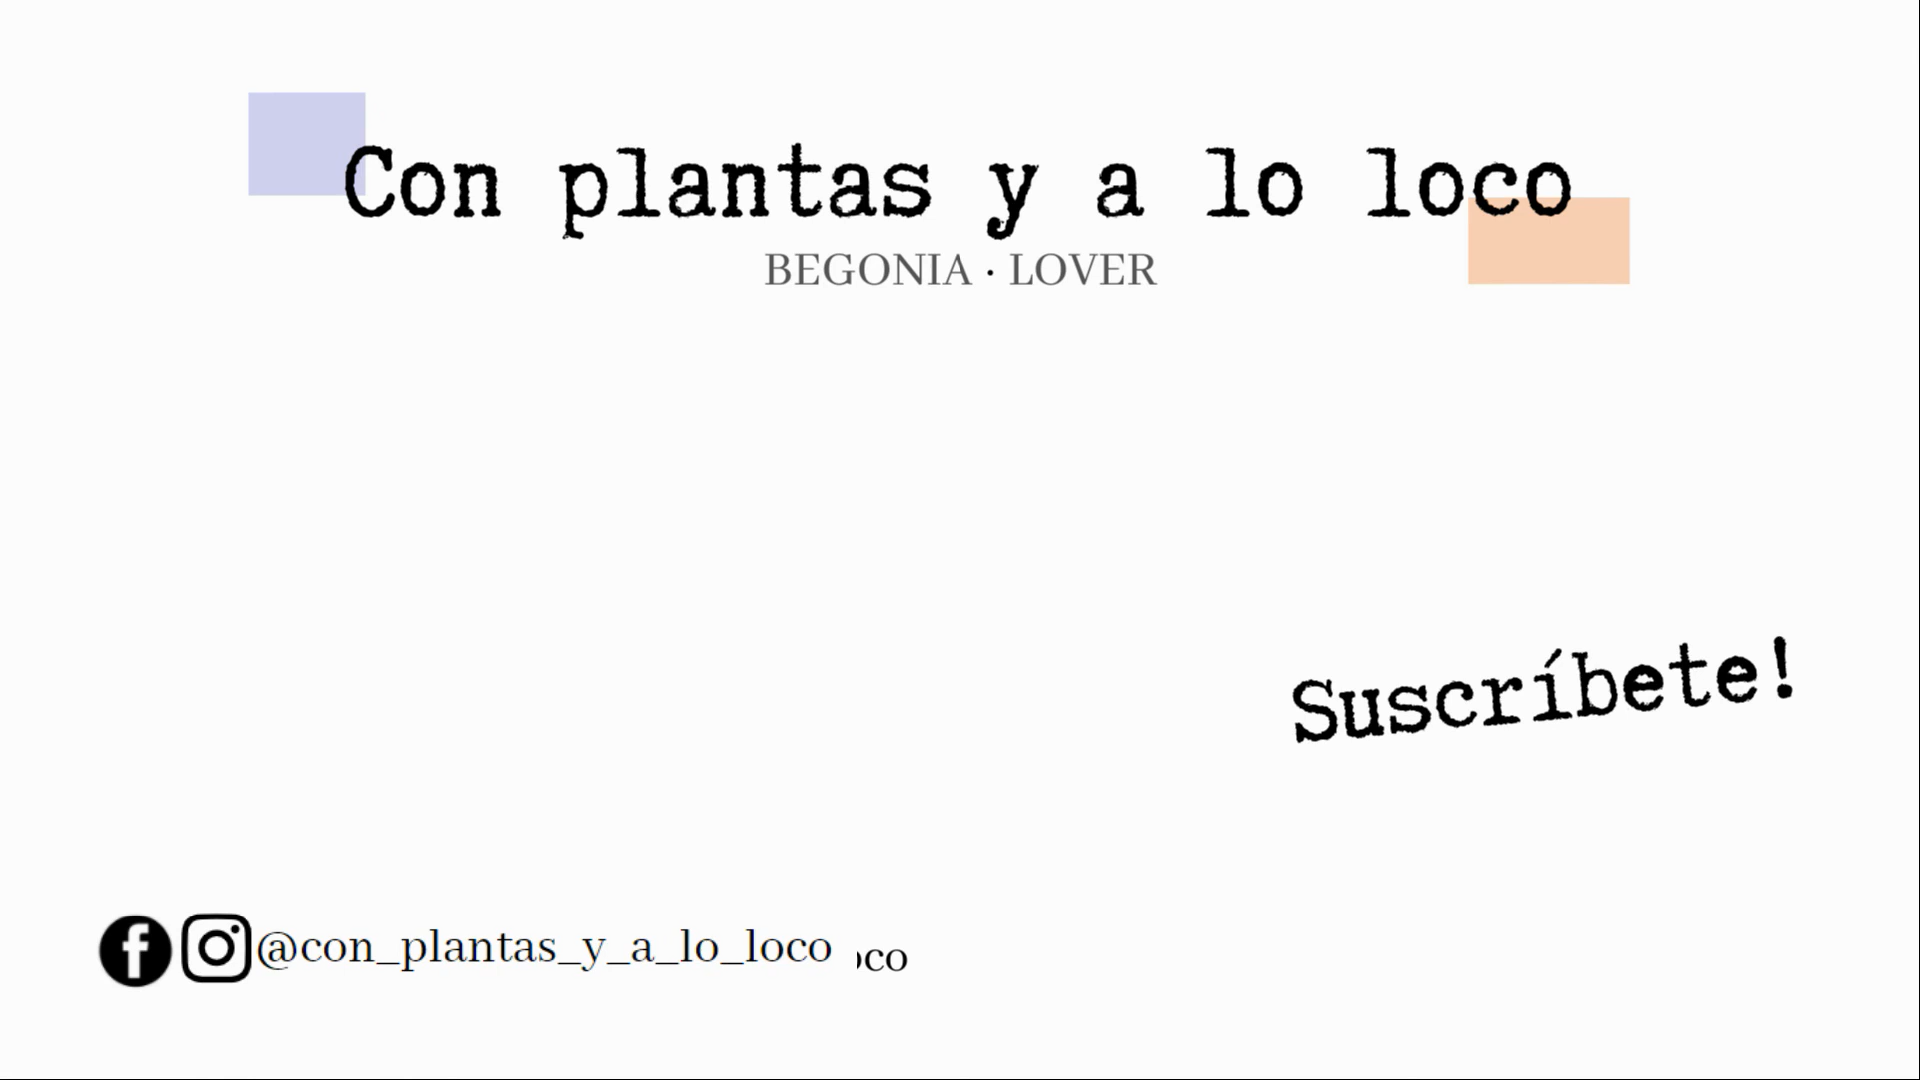 Con plantas y a lo loco
BEGONIA · LOVER
Suscríbete!
@con_plantas_y_a_lo_loco